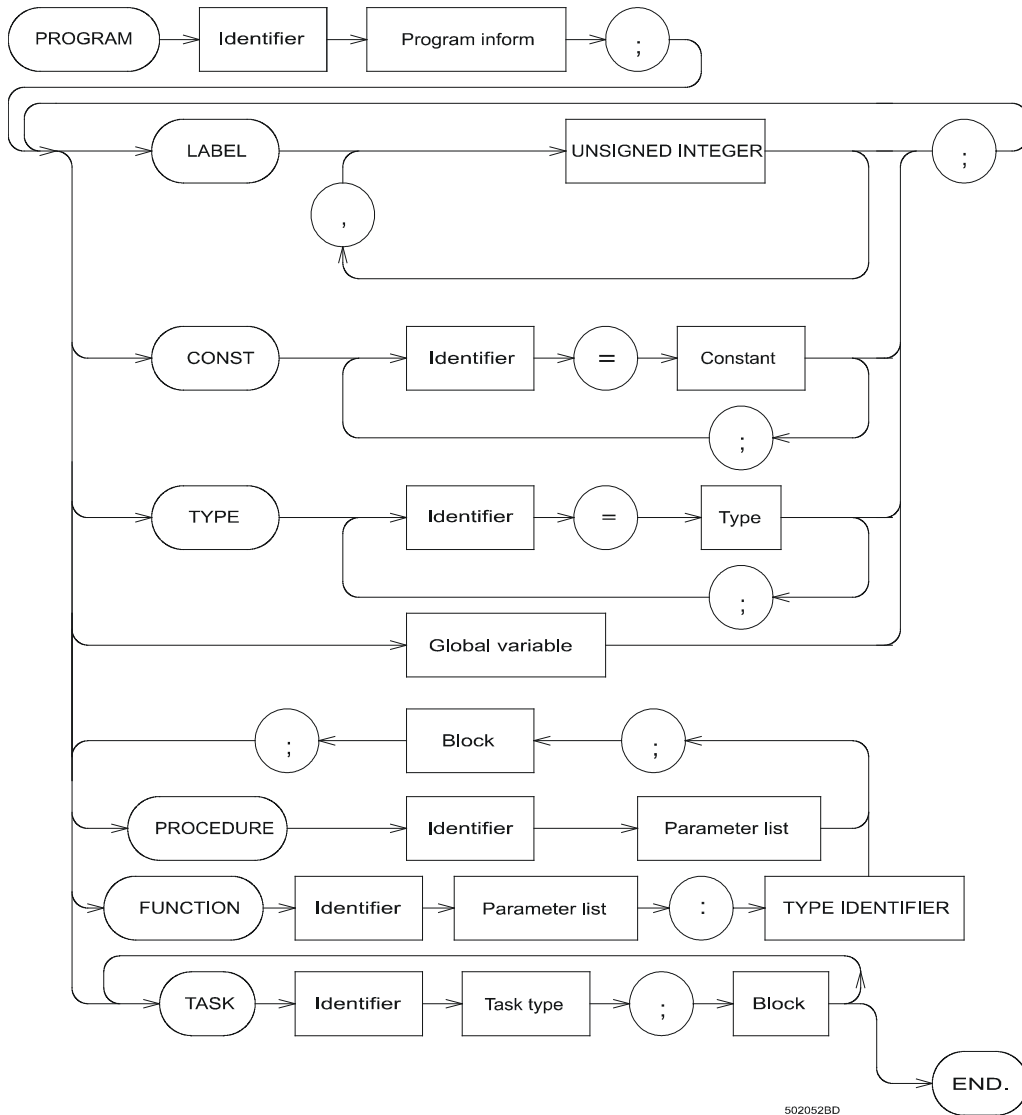 PROGRAM Identifier Program inform ;
LABEL UNSIGNED INTEGER ;
,
CONST Identifier = Constant
;
TYPE Identifier = Type
;
Global variable
; Block ;
PROCEDURE Identifier Parameter list
FUNCTION Identifier Parameter list : TYPE IDENTIFIER
TASK Identifier Task type ; Block
END.
502052BD